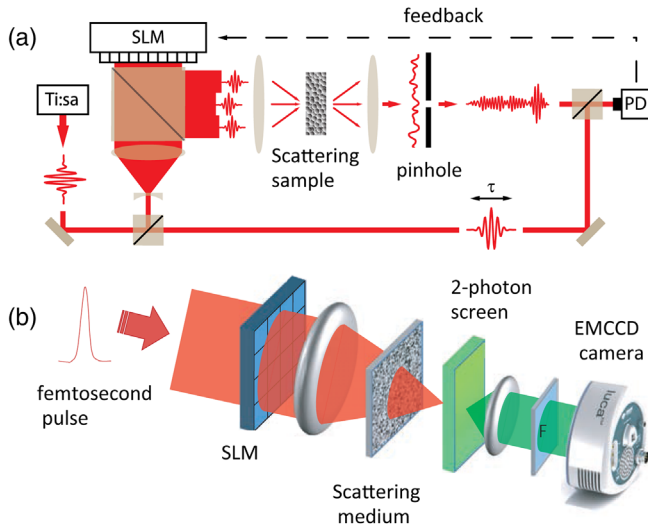 feedback
(a)
SLM
Ti:sa
PD
Scattering
sample
pinhole
τ
(b)
2-photon
screen
EMCCD
camera
femtosecond
pulse
luca
F
SLM
Scattering
medium